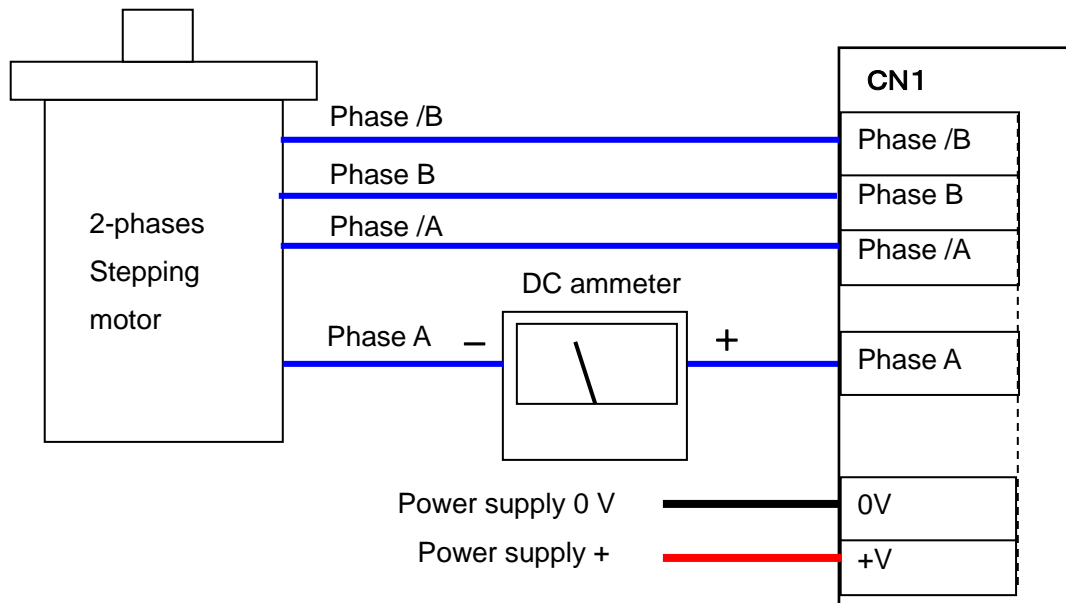 CN1
Phase /B
Phase /B
Phase B
Phase B
Phase /A
Phase /A
2-phases
Stepping
motor
DC ammeter
Phase A
−
+
Phase A
Power supply 0 V
0V
Power supply +
+V